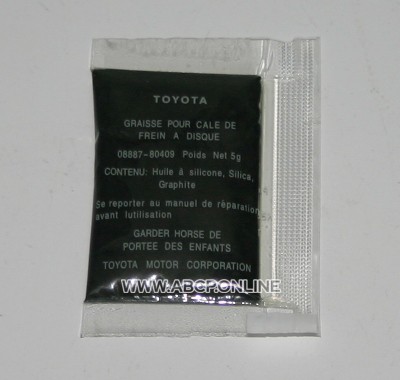 TOYOTA
GRAISSE POUR CALE DE
FREIN A DISQUE
08887-80409 Poids Net 5g
CONTENU: Huile à silicone, Silica,
Graphite
Se reporter au manuel de réparation
avant lutilisation
GARDER HORSE DE
PORTEE DES ENFANTS
TOYOTA MOTOR CORPORATION
WWW.ABCP.ONLINE